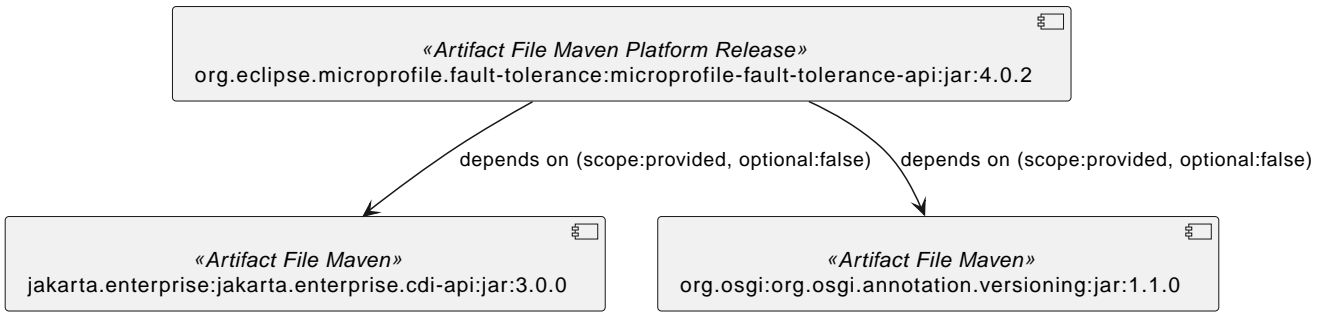 «Artifact File Maven Platform Release»
org.eclipse.microprofile.fault-tolerance:microprofile-fault-tolerance-api:jar:4.0.2
depends on (scope:provided, optional:false)
depends on (scope:provided, optional:false)
«Artifact File Maven»
jakarta.enterprise:jakarta.enterprise.cdi-api:jar:3.0.0
«Artifact File Maven»
org.osgi:org.osgi.annotation.versioning:jar:1.1.0